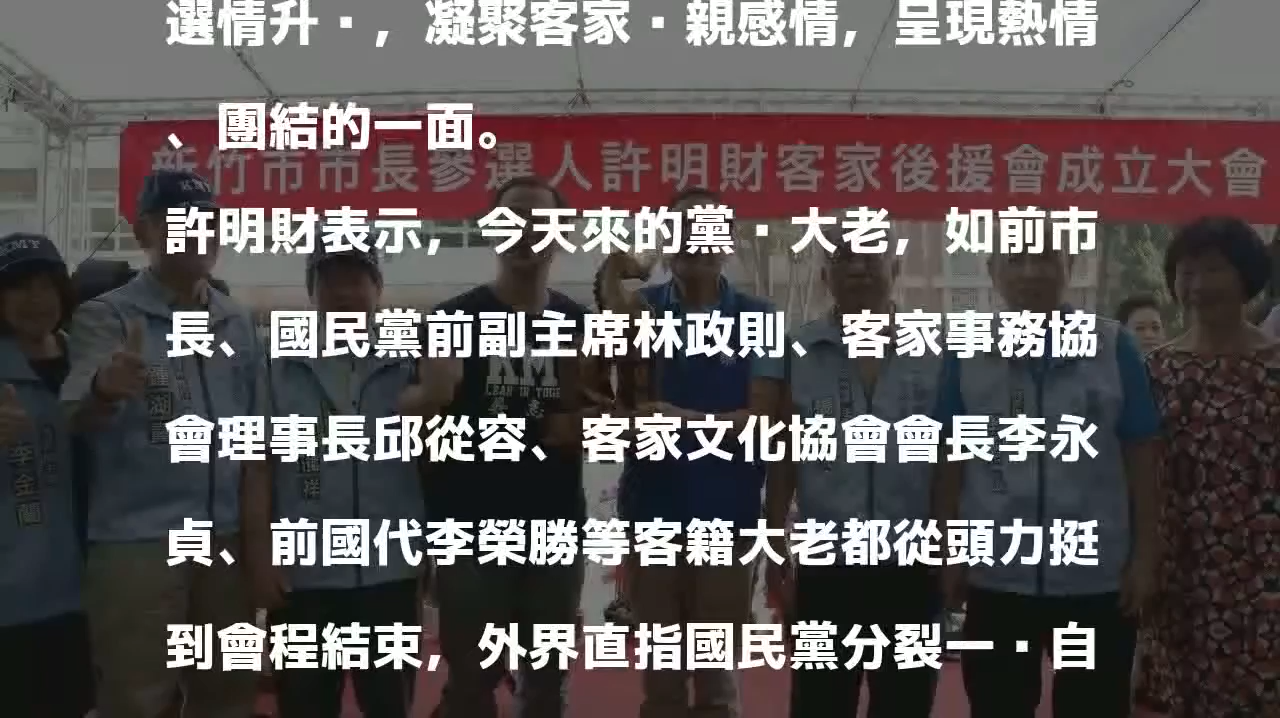 選情升·，凝聚客家·親感情，呈現熱情
、團結的一面。
新竹市市長參選人許明財客家後援會成立大會
許明財表示，今天來的黨·大老，如前市
長、國民黨前副主席林政則、客家事務協
會理事長邱從容、客家文化協會會長李永
貞、前國代李榮勝等客籍大老都從頭力挺
到會程結束，外界直指國民黨分裂一·自
KMT
KMT
李金蘭